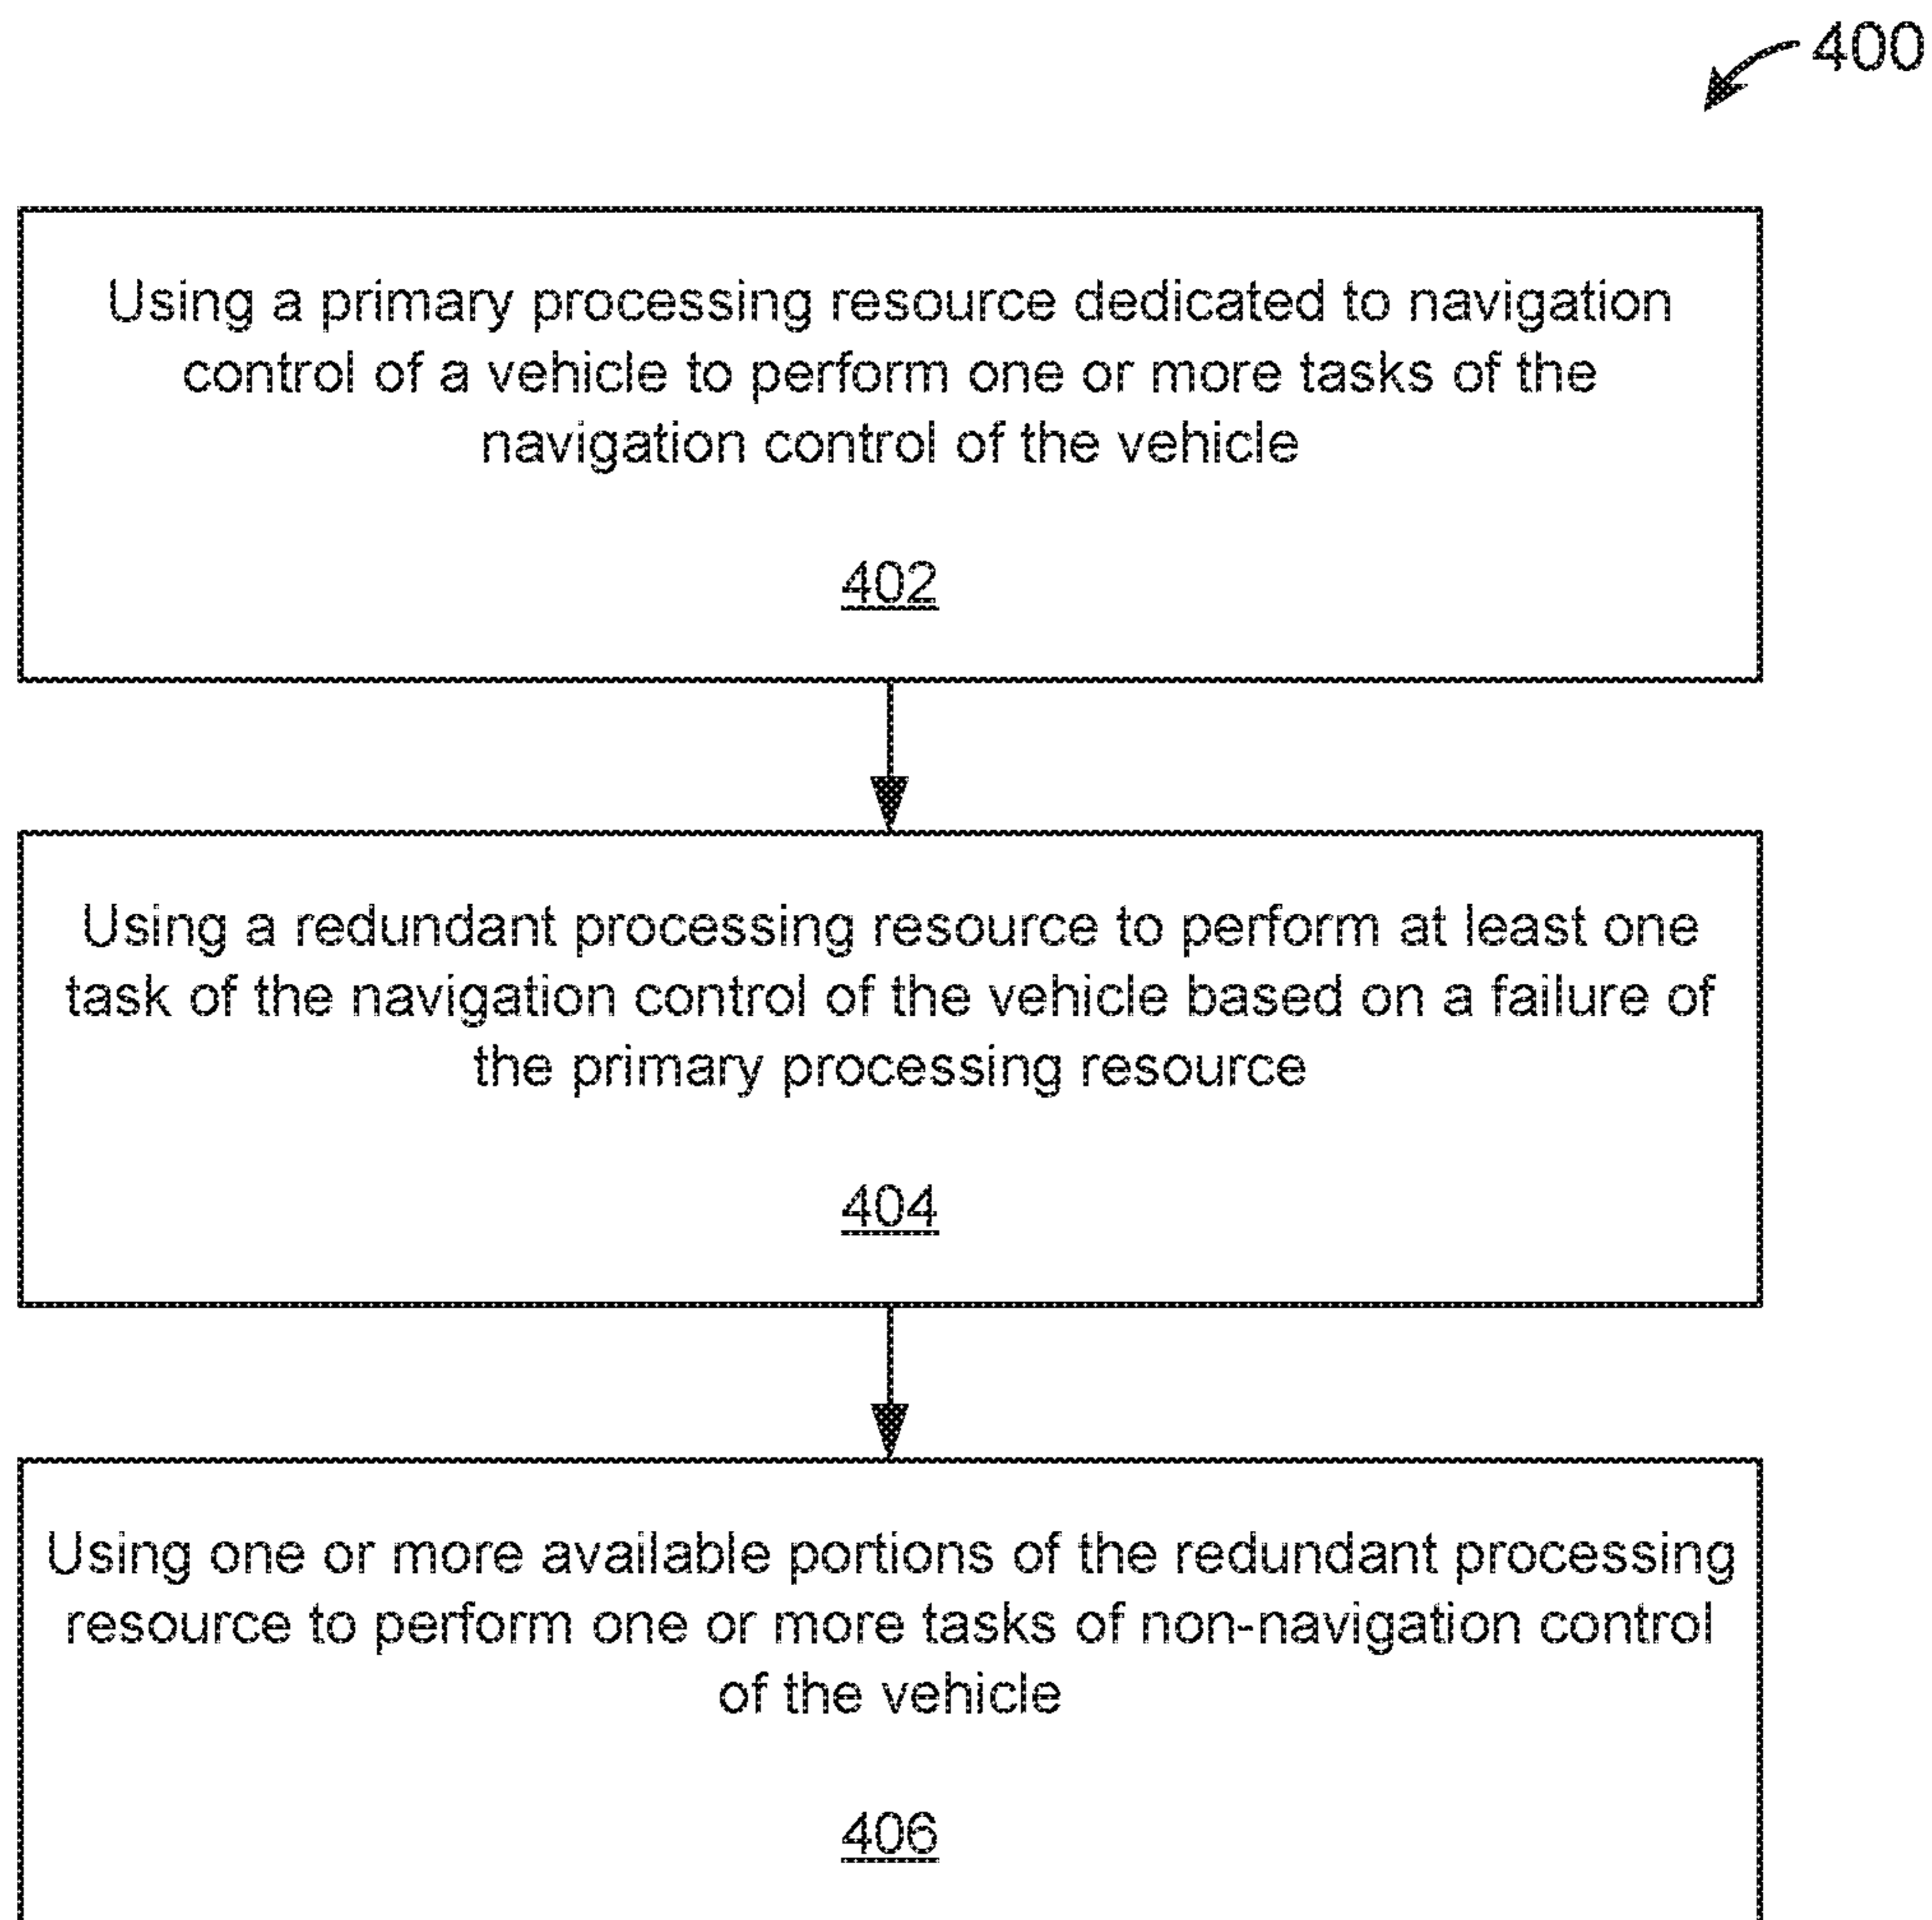 400
Using a primary processing resource dedicated to navigation
control of a vehicle to perform one or more tasks of the
navigation control of the vehicle
402
Using a redundant processing resource to perform at least one
task of the navigation control of the vehicle based on a failure of
the primary processing resource
404
Using one or more available portions of the redundant processing
resource to perform one or more tasks of non-navigation control
of the vehicle
406